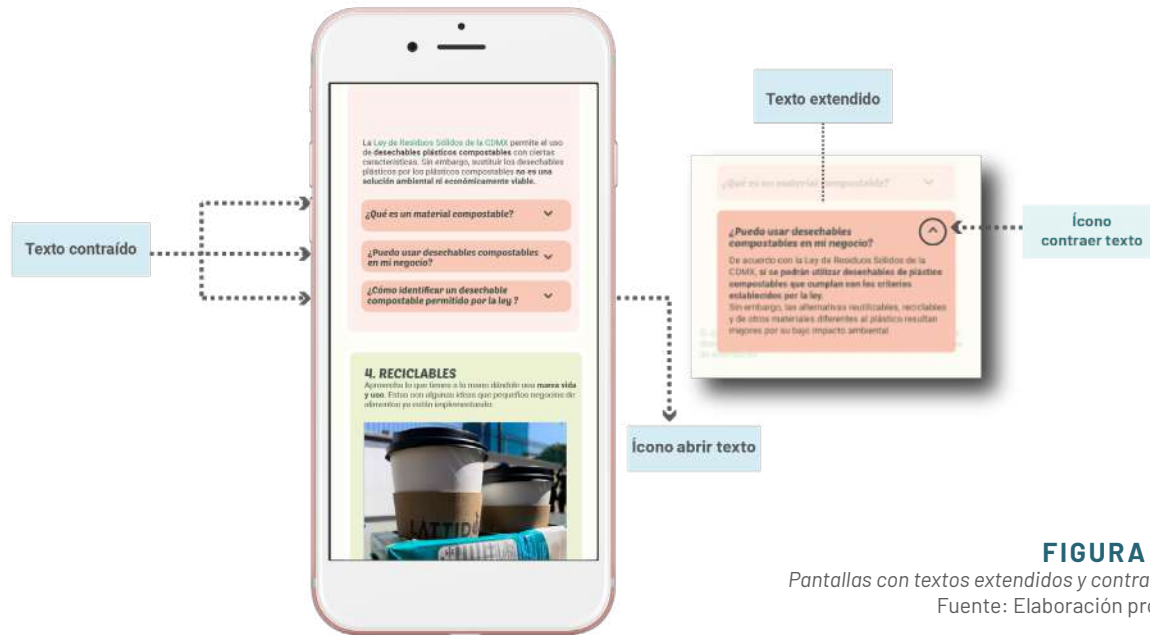 Texto contraído
La Ley de Residuos Sólidos de la CDMX permite el uso
de desechables plásticos compostables con ciertas
características. Sin embargo, sustituir los desechables
plásticos por los plásticos compostables no es una
solución ambiental ni económicamente viable.
¿Qué es un material compostable?
¿Puedo usar desechables compostables
en mi negocio?
¿Cómo identificar un desechable
compostable permitido por la ley ?
4. RECICLABLES
Aprovecha lo que tienes a la mano dándole una nueva vida
y uso. Estas son algunas ideas que pequeños negocios de
alimentos ya están implementando:
LATTIDO
Ícono abrir texto
Texto extendido
¿Qué es un material compostable?
¿Puedo usar desechables
compostables en mi negocio?
De acuerdo con la Ley de Residuos Sólidos de la
CDMX, si se podrán utilizar desechables de plástico
compostables que cumplan con los criterios
establecidos por la ley.
Sin embargo, las alternativas reutilizables, reciclables
y de otros materiales diferentes al plástico resultan
mejores por su bajo impacto ambiental
Ícono
contraer texto
FIGURA
Pantallas con textos extendidos y contra
Fuente: Elaboración pro